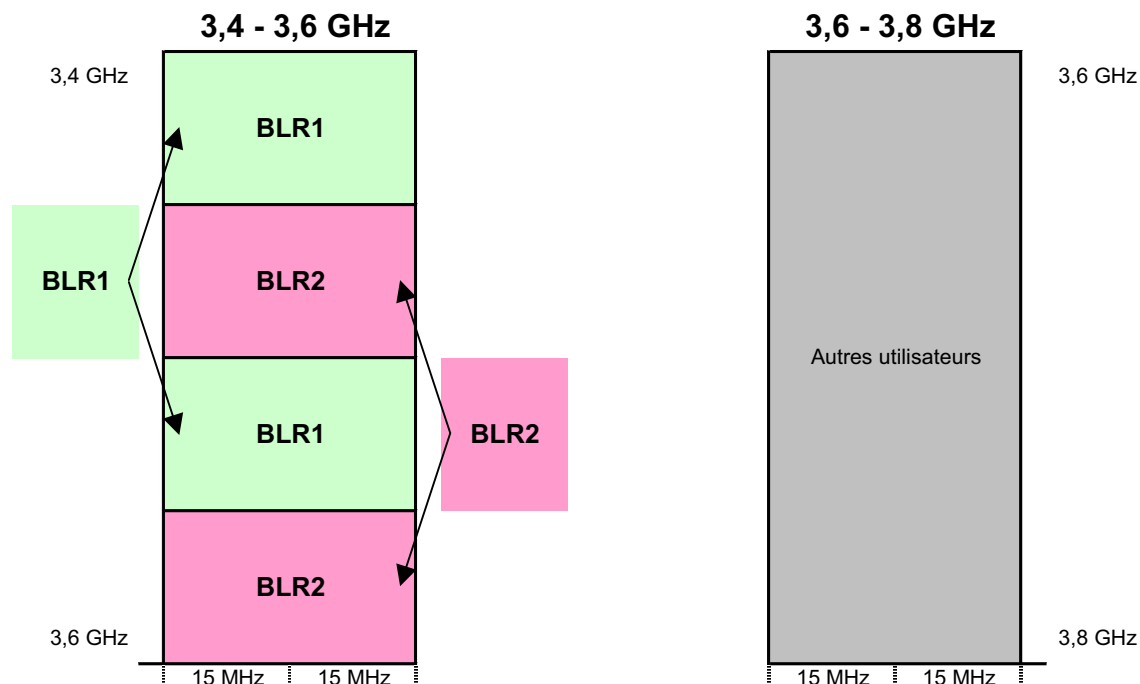 3,4 - 3,6 GHz
3,6 - 3,8 GHz
3,4 GHz
3,6 GHz
BLR1
BLR1
BLR2
Autres utilisateurs
BLR1
BLR2
BLR2
3,6 GHz
3,8 GHz
15 MHz
15 MHz
15 MHz
15 MHz